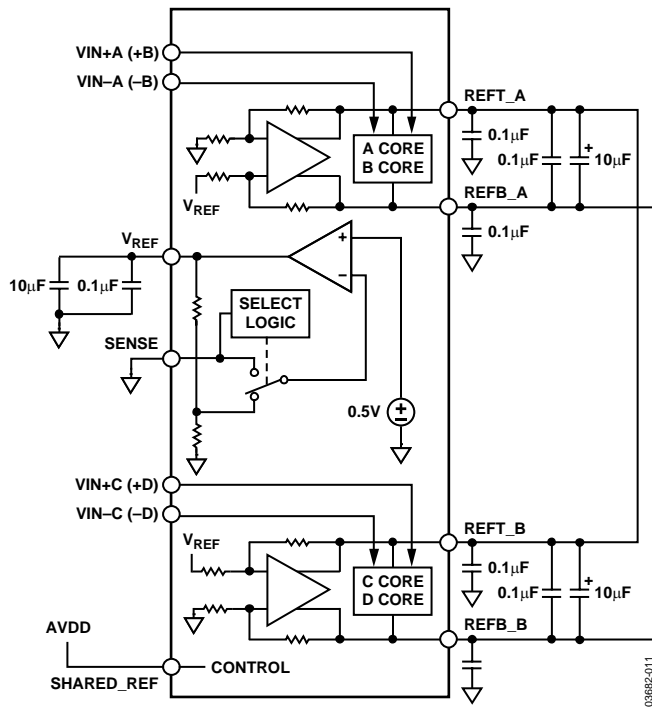 VIN+A (+B)
VIN–A (–B)
REFT_A
A CORE
B CORE
0.1µF
0.1µF
+
10µF
VREF
REFB_A
0.1µF
VREF
10µF
0.1µF
+
–
SELECT
LOGIC
SENSE
0.5V
VIN+C (+D)
VIN–C (–D)
VREF
REFT_B
C CORE
D CORE
0.1µF
0.1µF
+
10µF
REFB_B
AVDD
CONTROL
SHARED_REF
03682-011